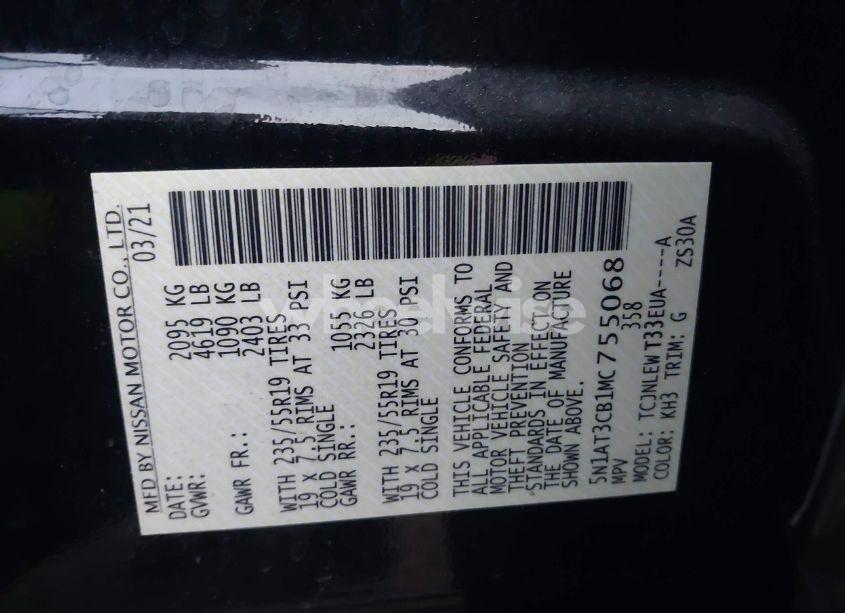 MFD BY NISSAN MOTOR CO., LTD.
DATE: 03/21
GVWR: 2095 KG
4619 LB
GAWR FR.: 1090 KG
2403 LB
WITH 235/55R19 TIRES
19 X 7.5 RIMS AT 33 PSI
COLD SINGLE
GAWR RR.: 1055 KG
2326 LB
WITH 235/55R19 TIRES
19 X 7.5 RIMS AT 30 PSI
COLD SINGLE
THIS VEHICLE CONFORMS TO
ALL APPLICABLE FEDERAL
MOTOR VEHICLE SAFETY AND
THEFT PREVENTION
STANDARDS IN EFFECT ON
THE DATE OF MANUFACTURE
SHOWN ABOVE.
5N1AT3CB1MC755068
MPV 358
MODEL: TCJNLEWT33EUA----A
COLOR: KH3 TRIM: G ZS30A